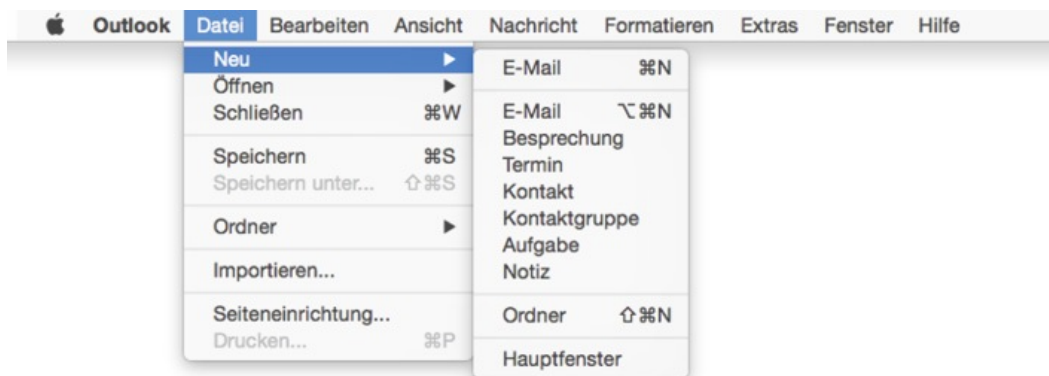 Outlook Datei Bearbeiten Ansicht Nachricht Formatieren Extras Fenster Hilfe
Neu ▶
Öffnen ▶
Schließen ⌘W
Speichern ⌘S
Speichern unter... ⇧⌘S
Ordner ▶
Importieren...
Seiteneinrichtung...
Drucken... ⌘P
E-Mail ⌘N
E-Mail ⌥⌘N
Besprechung
Termin
Kontakt
Kontaktgruppe
Aufgabe
Notiz
Ordner ⇧⌘N
Hauptfenster